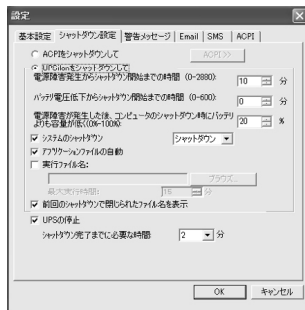 設定
基本設定 シャットダウン設定 警告メッセージ Email SMS ACPI
ACPIをシャットダウンして ACPI >>
UPSilonをシャットダウンして
電源障害発生からシャットダウン開始までの時間 (0-2880): 10 分
バッテリ電圧低下からシャットダウン開始までの時間 (0-600): 0 分
電源障害が発生した後、コンピュータのシャットダウン時にバッテリ
よりも容量が低く(0%-100%): 20 %
システムのシャットダウン シャットダウン
アプリケーションファイルの自動
実行ファイル名:
ブラウズ...
最大実行時間: 15 分
前回のシャットダウンで閉じられたファイル名を表示
UPSの停止
シャットダウン完了までに必要な時間: 2 分
OK キャンセル